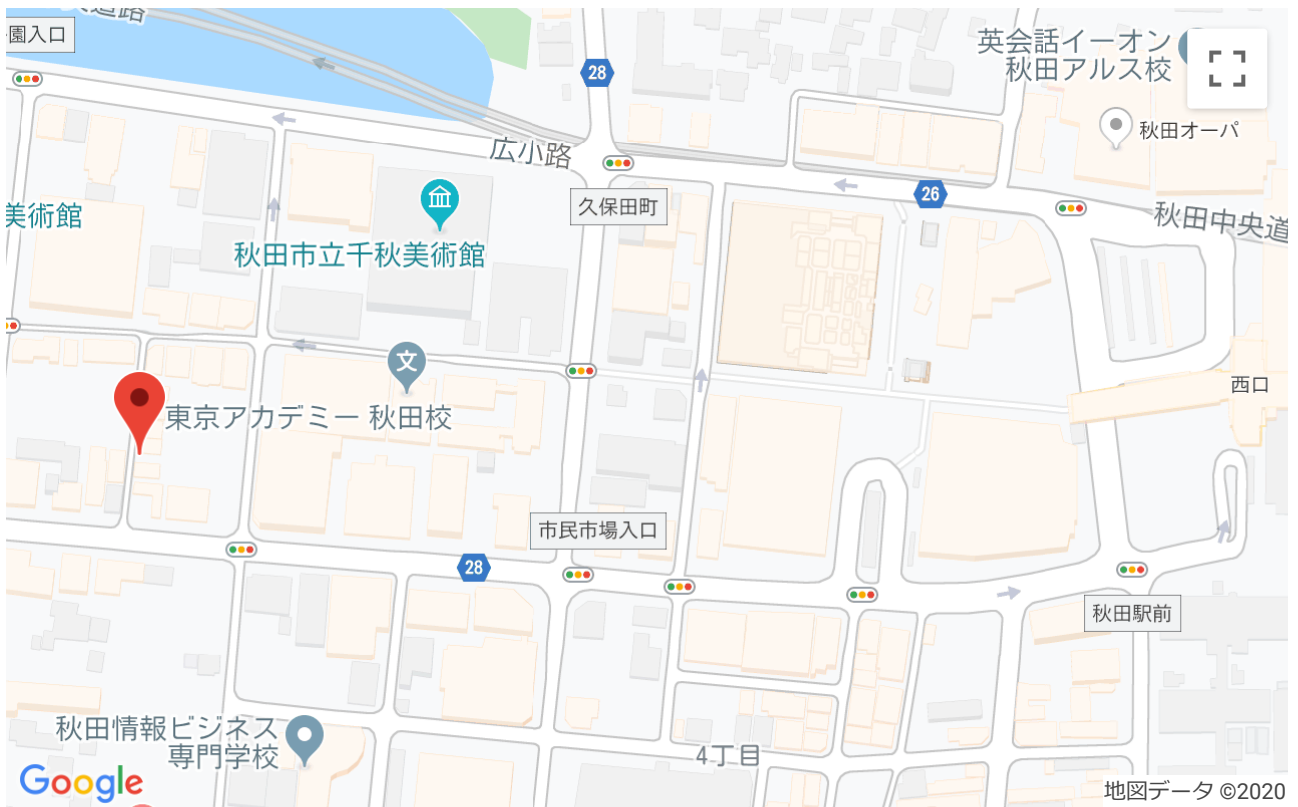 園入口
28
英会話イーオン
秋田アルス校
秋田オーパ
広小路
久保田町
26
秋田中央道
美術館
秋田市立千秋美術館
文
西口
東京アカデミー 秋田校
市民市場入口
28
秋田駅前
秋田情報ビジネス
専門学校
4丁目
Google
地図データ ©2020